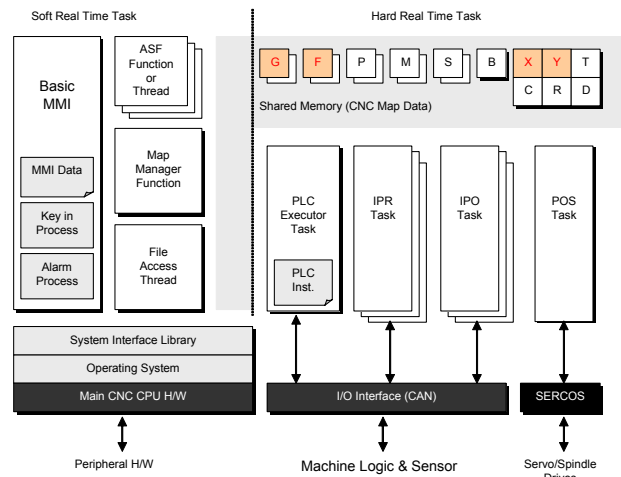 Soft Real Time Task
Hard Real Time Task
Basic
MMI
MMI Data
Key in
Process
Alarm
Process
ASF
Function
or
Thread
Map
Manager
Function
File
Access
Thread
G F P M S B X Y T
C R D
Shared Memory (CNC Map Data)
PLC
Executor
Task
PLC
Inst.
IPR
Task
IPO
Task
POS
Task
System Interface Library
Operating System
Main CNC CPU H/W
I/O Interface (CAN)
SERCOS
Peripheral H/W
Machine Logic & Sensor
Servo/Spindle
Drives